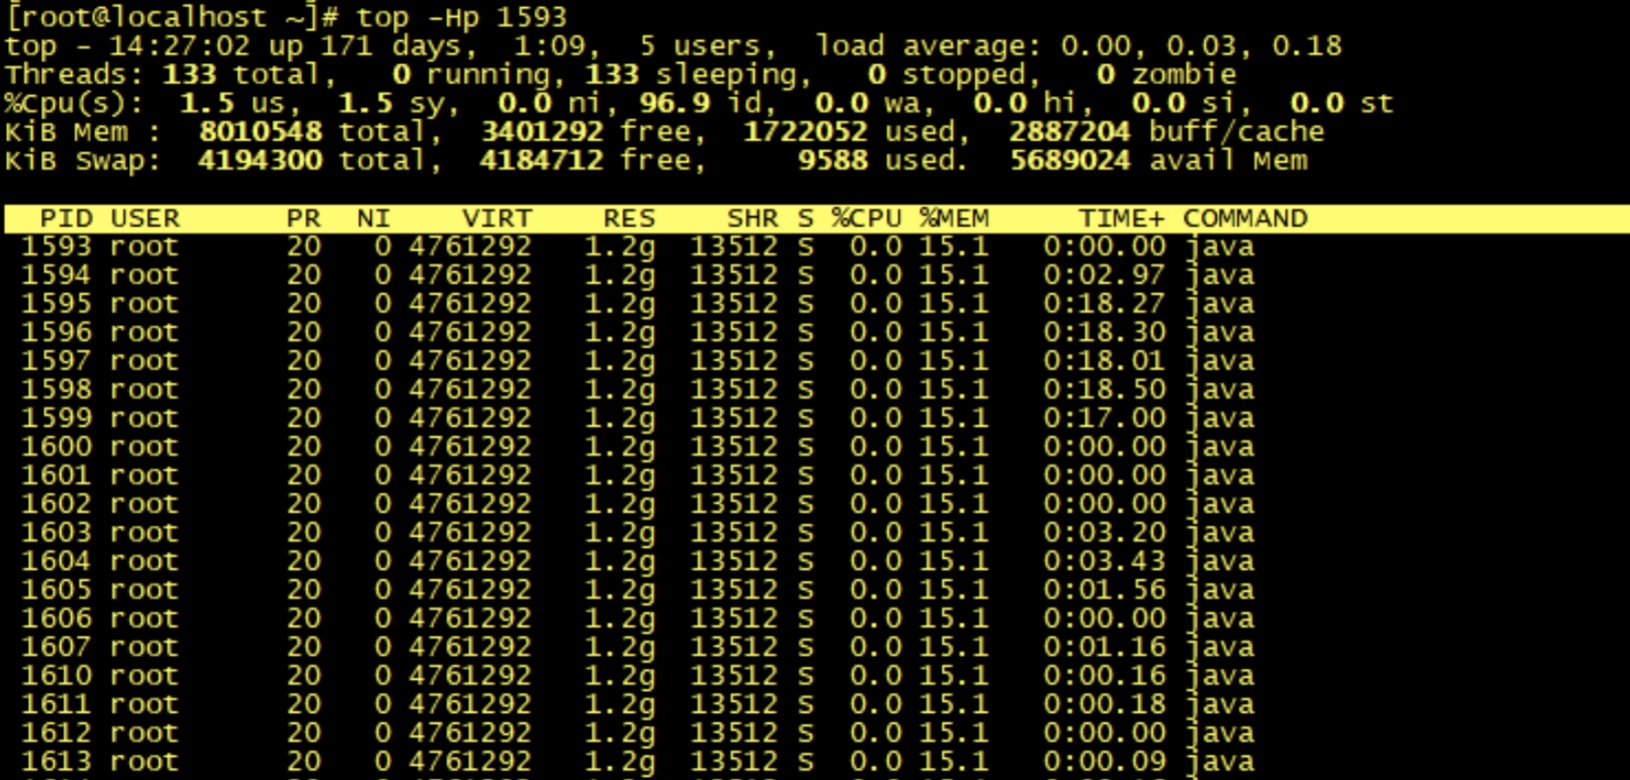 [root@localhost ~]# top -Hp 1593
top - 14:27:02 up 171 days,  1:09,  5 users,  load average: 0.00, 0.03, 0.18
Threads: 133 total,   0 running, 133 sleeping,   0 stopped,   0 zombie
%Cpu(s):  1.5 us,  1.5 sy,  0.0 ni, 96.9 id,  0.0 wa,  0.0 hi,  0.0 si,  0.0 st
KiB Mem :  8010548 total,  3401292 free,  1722052 used,  2887204 buff/cache
KiB Swap:  4194300 total,  4184712 free,     9588 used.  5689024 avail Mem
  PID USER      PR  NI    VIRT    RES    SHR S %CPU %MEM     TIME+ COMMAND
 1593 root      20   0 4761292   1.2g  13512 S  0.0 15.1   0:00.00 java
 1594 root      20   0 4761292   1.2g  13512 S  0.0 15.1   0:02.97 java
 1595 root      20   0 4761292   1.2g  13512 S  0.0 15.1   0:18.27 java
 1596 root      20   0 4761292   1.2g  13512 S  0.0 15.1   0:18.30 java
 1597 root      20   0 4761292   1.2g  13512 S  0.0 15.1   0:18.01 java
 1598 root      20   0 4761292   1.2g  13512 S  0.0 15.1   0:18.50 java
 1599 root      20   0 4761292   1.2g  13512 S  0.0 15.1   0:17.00 java
 1600 root      20   0 4761292   1.2g  13512 S  0.0 15.1   0:00.00 java
 1601 root      20   0 4761292   1.2g  13512 S  0.0 15.1   0:00.00 java
 1602 root      20   0 4761292   1.2g  13512 S  0.0 15.1   0:00.00 java
 1603 root      20   0 4761292   1.2g  13512 S  0.0 15.1   0:03.20 java
 1604 root      20   0 4761292   1.2g  13512 S  0.0 15.1   0:03.43 java
 1605 root      20   0 4761292   1.2g  13512 S  0.0 15.1   0:01.56 java
 1606 root      20   0 4761292   1.2g  13512 S  0.0 15.1   0:00.00 java
 1607 root      20   0 4761292   1.2g  13512 S  0.0 15.1   0:01.16 java
 1610 root      20   0 4761292   1.2g  13512 S  0.0 15.1   0:00.16 java
 1611 root      20   0 4761292   1.2g  13512 S  0.0 15.1   0:00.18 java
 1612 root      20   0 4761292   1.2g  13512 S  0.0 15.1   0:00.00 java
 1613 root      20   0 4761292   1.2g  13512 S  0.0 15.1   0:00.09 java